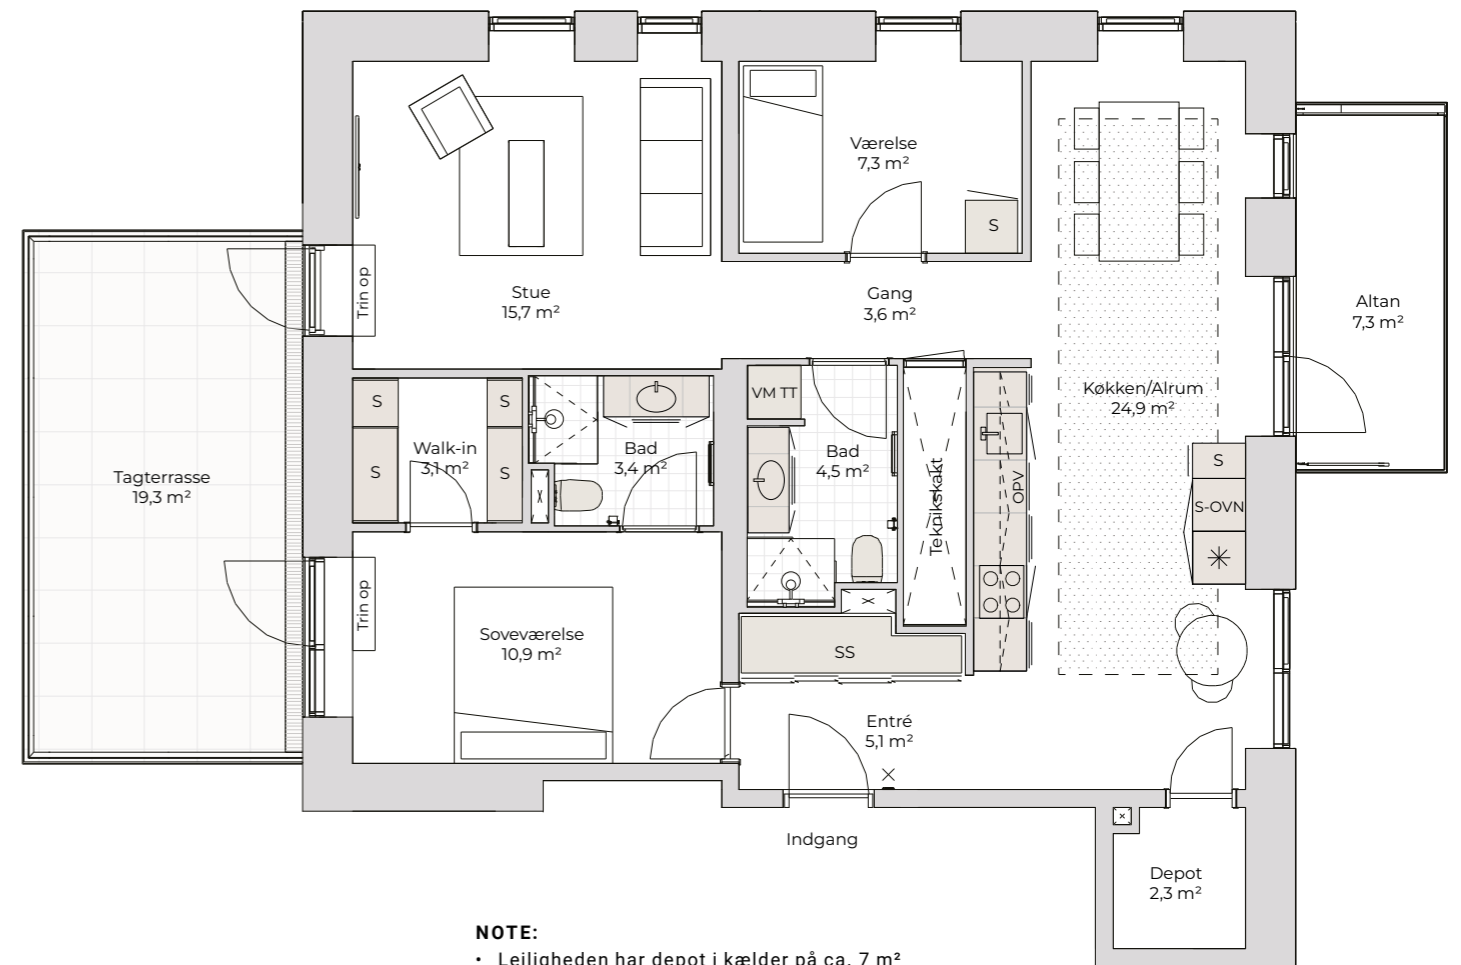 Værelse
7,3 m²
S
Trin op
Stue
15,7 m²
Gang
3,6 m²
Altan
7,3 m²
Køkken/Alrum
24,9 m²
S
S
VM TT
Walk-in
3,1 m²
S
S
Bad
3,4 m²
Bad
4,5 m²
Teknikskakt
OPV
S
S-OVN
Tagterrasse
19,3 m²
Trin op
Soveværelse
10,9 m²
SS
Entré
5,1 m²
Indgang
Depot
2,3 m²
NOTE:
• Lejligheden har depot i kælder på ca. 7 m²